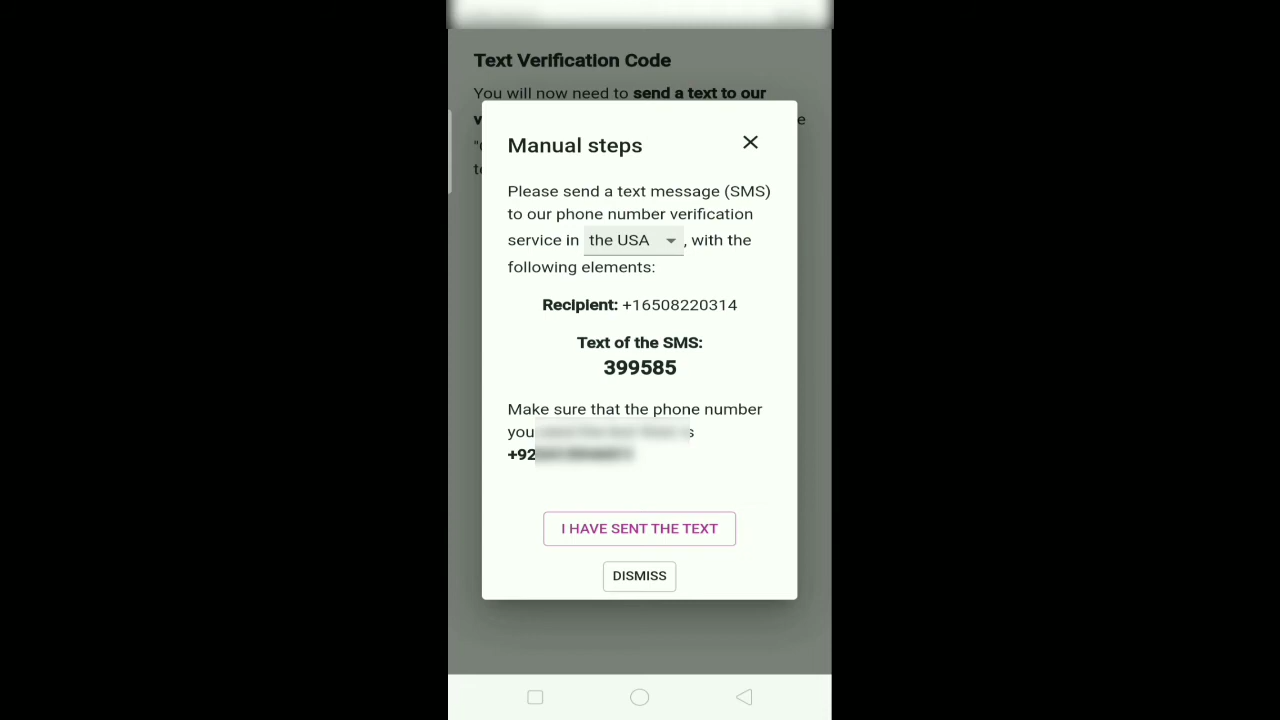 Text Verification Code
You will now need to send a text to our
e
Manual steps
Please send a text message (SMS)
to our phone number verification
service in the USA , with the
following elements:
Recipient: +16508220314
Text of the SMS:
399585
Make sure that the phone number
you
+92
I HAVE SENT THE TEXT
DISMISS